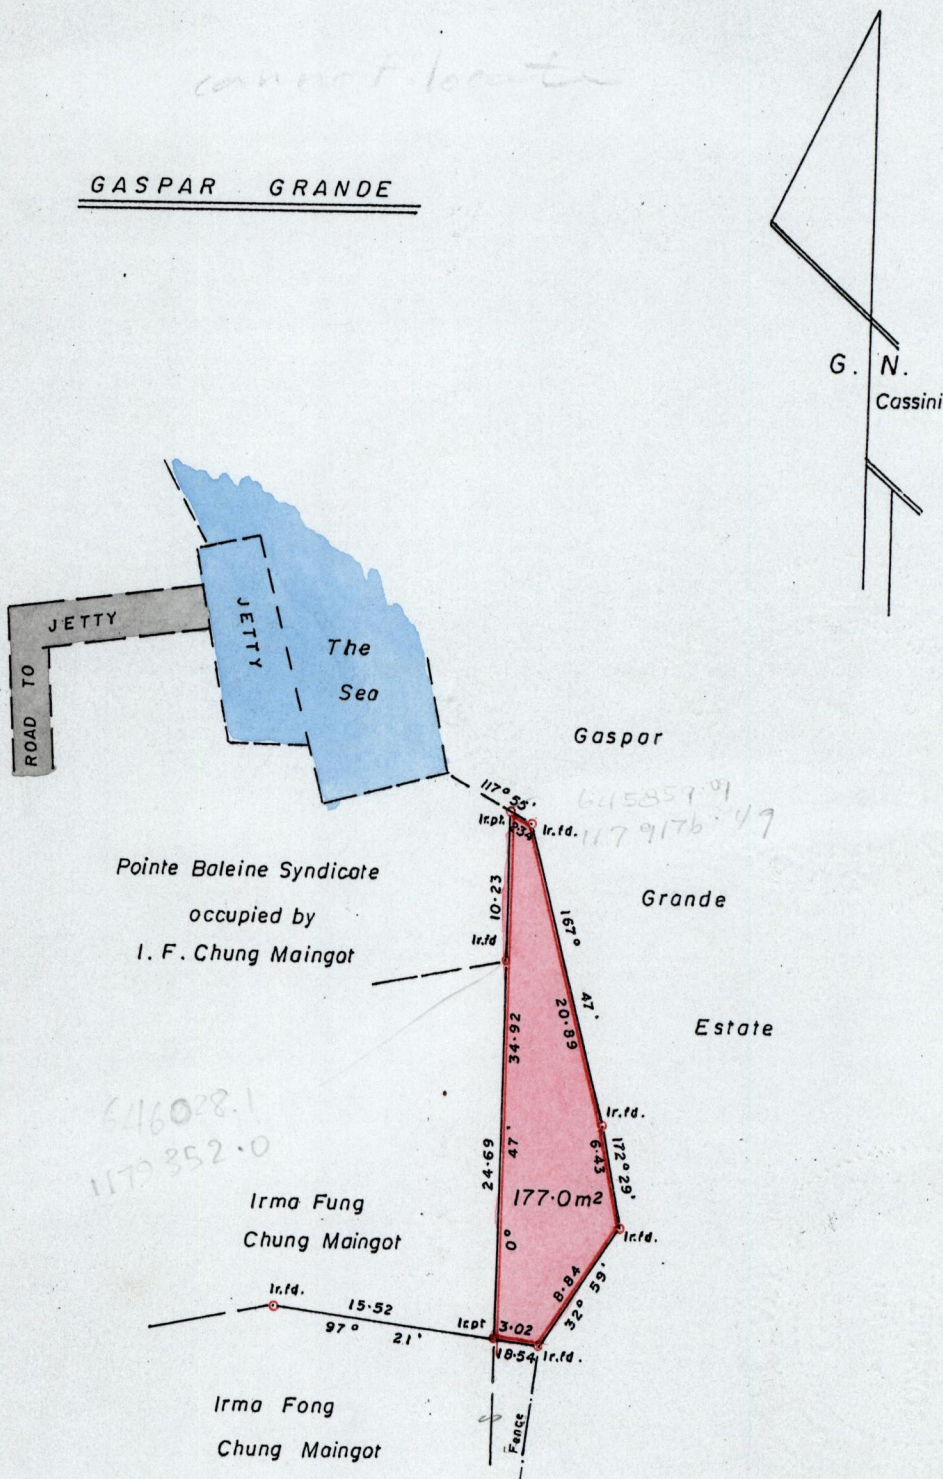 cannot locate
GASPAR GRANDE
G. N.
Cassini
JETTY
ROAD TO
JETTY
The
Sea
Gaspar
117° 55'
645859.09
1179176.49
Ir.pt.
2.34
Ir.fd.
Pointe Baleine Syndicate
occupied by
I. F. Chung Maingot
10.23
Grande
Ir.fd
167° 47'
20.89
34.92
Estate
646028.1
1179352.0
Ir.fd.
24.69
47'
6.43
172° 29'
177.0m²
Irma Fung
Chung Maingot
0°
Ir.fd.
Ir.fd.
15.52
97° 21'
8.84
32° 59'
Ir.pt
3.02
18.54
Ir.fd.
Irma Fong
Chung Maingot
Fence